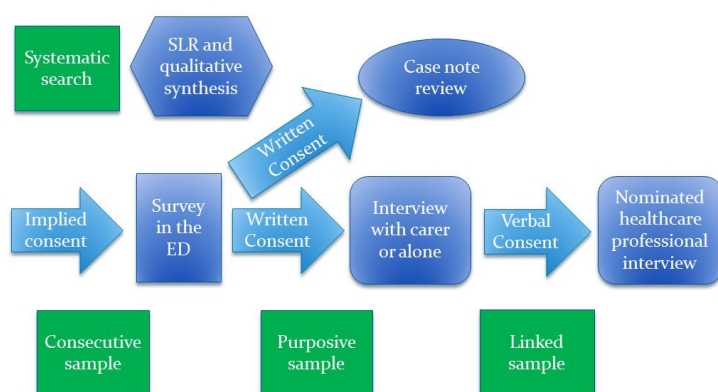 Systematic
search
SLR and
qualitative
synthesis
Case note
review
Written
Consent
Implied
consent
Survey
in the
ED
Written
Consent
Interview
with carer
or alone
Verbal
Consent
Nominated
healthcare
professional
interview
Consecutive
sample
Purposive
sample
Linked
sample